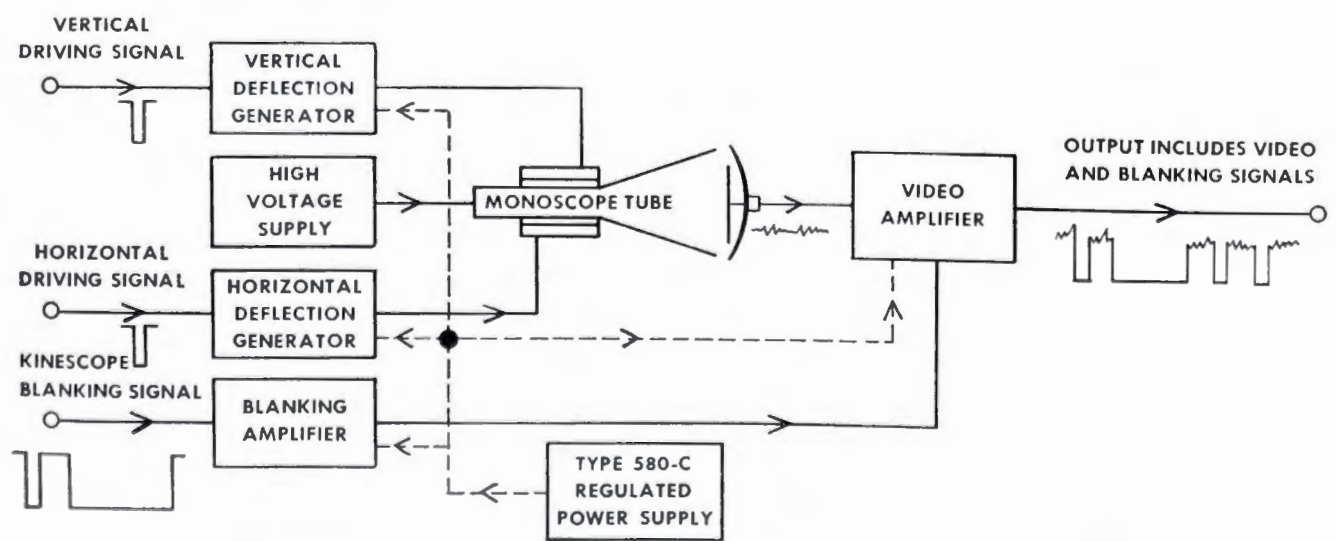 VERTICAL
DRIVING SIGNAL
VERTICAL
DEFLECTION
GENERATOR
HIGH
VOLTAGE
SUPPLY
MONOSCOPE TUBE
VIDEO
AMPLIFIER
OUTPUT INCLUDES VIDEO
AND BLANKING SIGNALS
HORIZONTAL
DRIVING SIGNAL
HORIZONTAL
DEFLECTION
GENERATOR
KINESCOPE
BLANKING SIGNAL
BLANKING
AMPLIFIER
TYPE 580-C
REGULATED
POWER SUPPLY